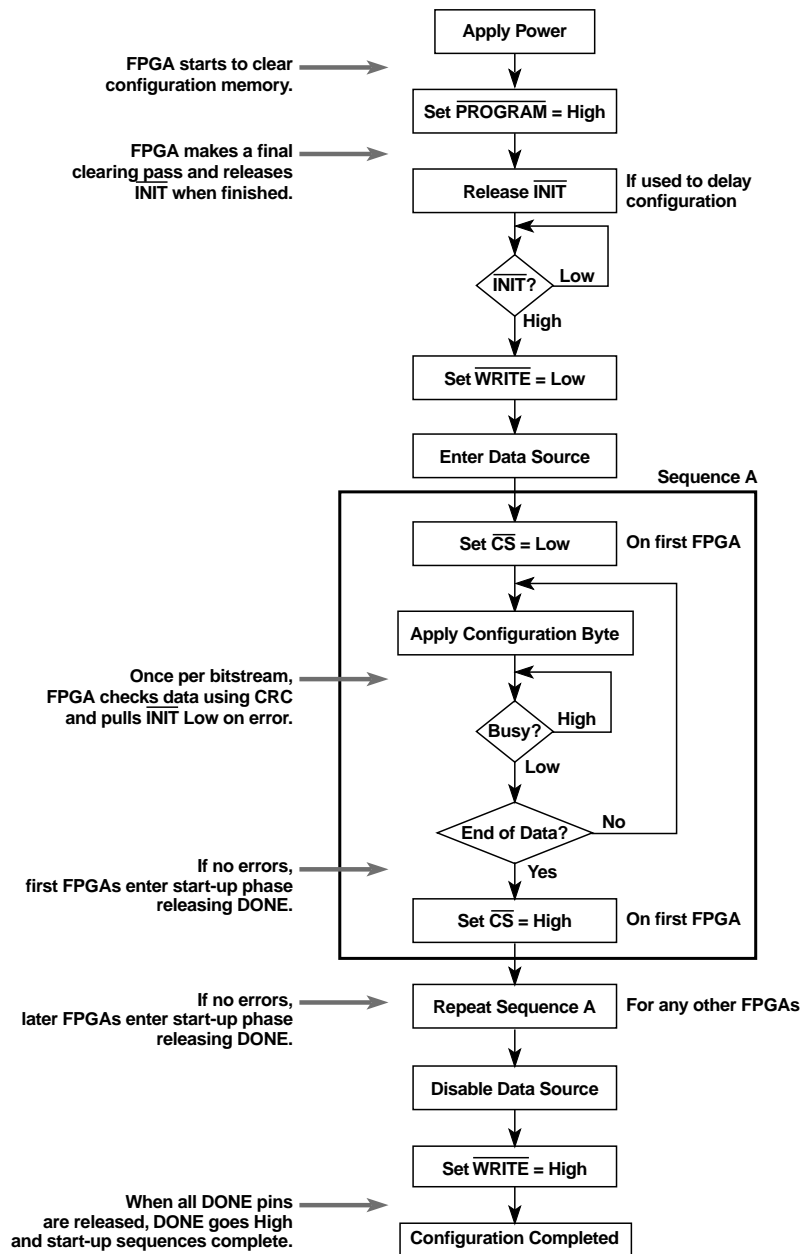 Apply Power
FPGA starts to clear
configuration memory.
Set PROGRAM = High
FPGA makes a final
clearing pass and releases
INIT when finished.
Release INIT
If used to delay
configuration
INIT?
Low
High
Set WRITE = Low
Enter Data Source
Sequence A
Set CS = Low
On first FPGA
Apply Configuration Byte
Once per bitstream,
FPGA checks data using CRC
and pulls INIT Low on error.
Busy?
High
Low
End of Data?
No
Yes
If no errors,
first FPGAs enter start-up phase
releasing DONE.
Set CS = High
On first FPGA
If no errors,
later FPGAs enter start-up phase
releasing DONE.
Repeat Sequence A
For any other FPGAs
Disable Data Source
Set WRITE = High
When all DONE pins
are released, DONE goes High
and start-up sequences complete.
Configuration Completed